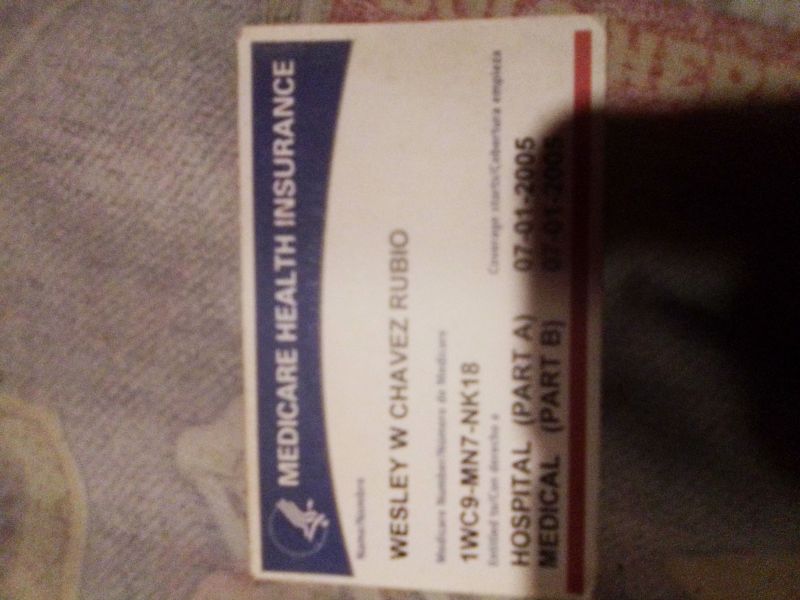 MEDICARE HEALTH INSURANCE
Name/Nombre
WESLEY W CHAVEZ RUBIO
Medicare Number/Número de Medicare
1WC9-MN7-NK18
Entitled to/Con derecho a Coverage starts/Cobertura empieza
HOSPITAL (PART A) 07-01-2005
MEDICAL (PART B) 07-01-2005